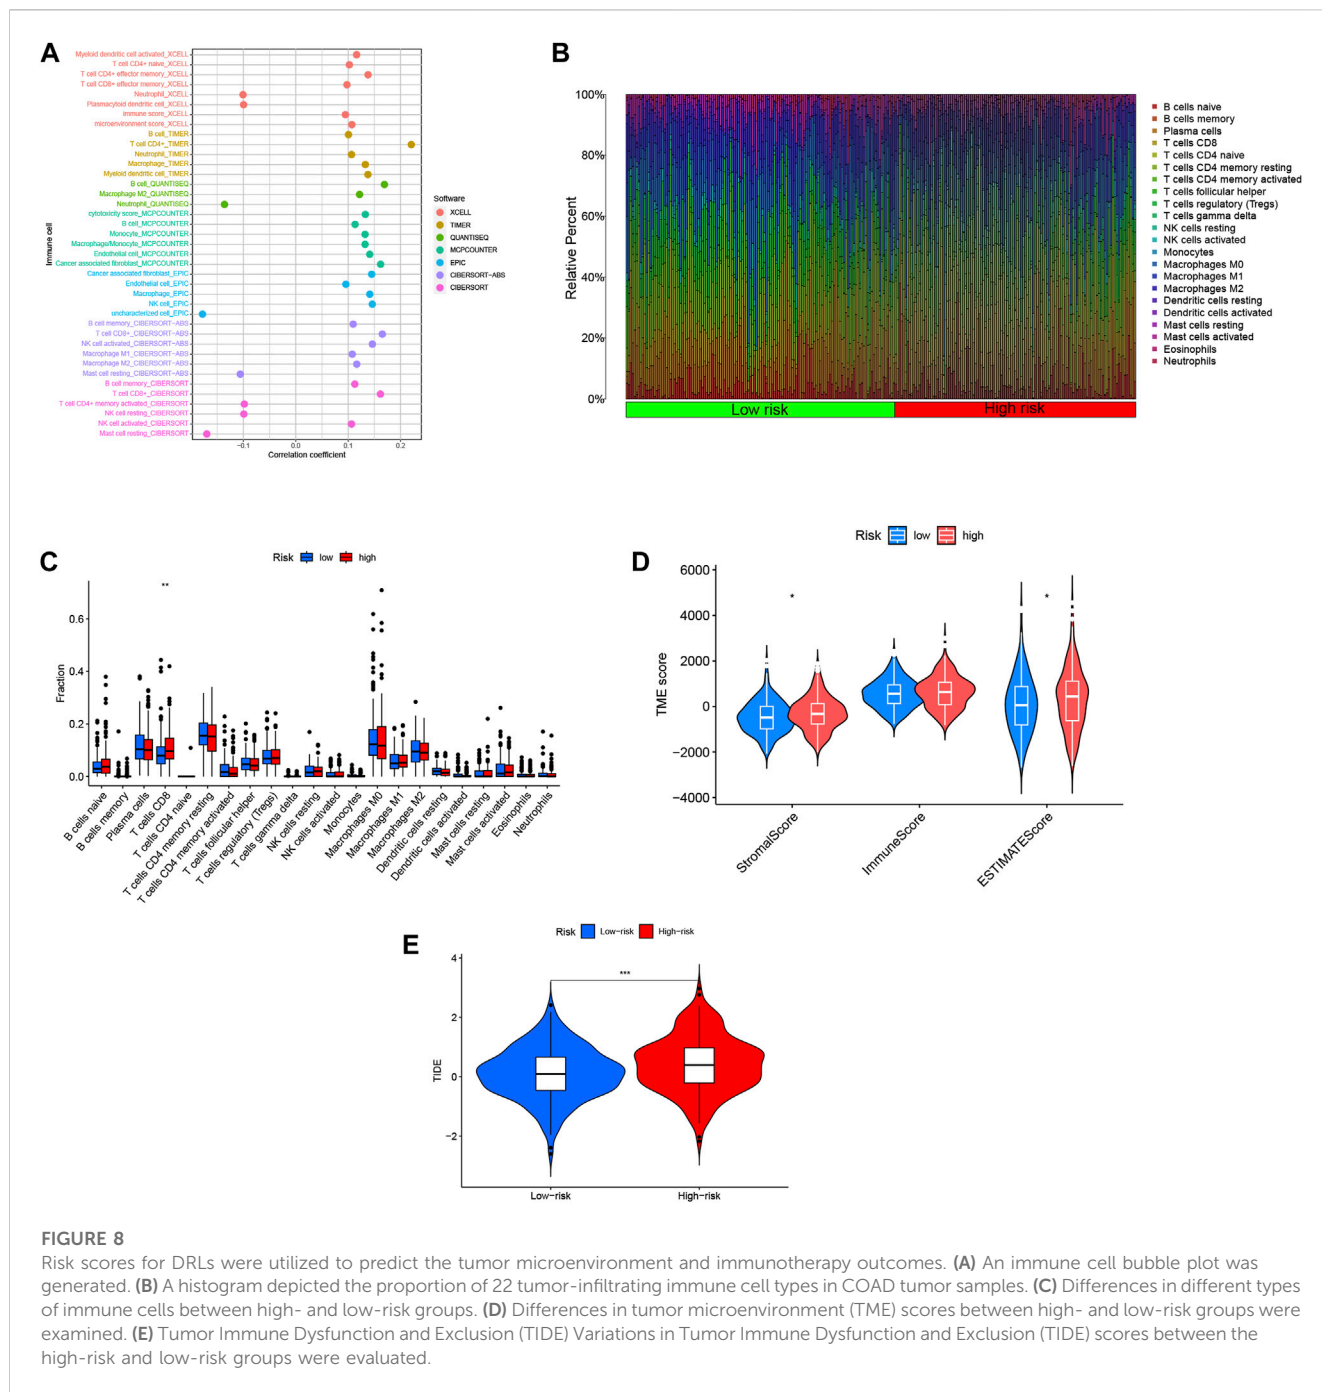 A
Myeloid dendritic cell activated_XCELL
T cell CD4+ naive_XCELL
T cell CD4+ effector memory_XCELL
T cell CD8+ effector memory_XCELL
Neutrophil_XCELL
Plasmacytoid dendritic cell_XCELL
immune score_XCELL
microenvironment score_XCELL
B cell_TIMER
T cell CD4+_TIMER
Neutrophil_TIMER
Macrophage_TIMER
Myeloid dendritic cell_TIMER
B cell_QUANTISEQ
Macrophage M2_QUANTISEQ
Neutrophil_QUANTISEQ
cytotoxicity score_MCPCOUNTER
B cell_MCPCOUNTER
Monocyte_MCPCOUNTER
Macrophage/Monocyte_MCPCOUNTER
Endothelial cell_MCPCOUNTER
Cancer associated fibroblast_MCPCOUNTER
Cancer associated fibroblast_EPIC
Endothelial cell_EPIC
Macrophage_EPIC
NK cell_EPIC
uncharacterized cell_EPIC
B cell memory_CIBERSORT−ABS
T cell CD8+_CIBERSORT−ABS
NK cell activated_CIBERSORT−ABS
Macrophage M1_CIBERSORT−ABS
Macrophage M2_CIBERSORT−ABS
Mast cell resting_CIBERSORT−ABS
B cell memory_CIBERSORT
T cell CD8+_CIBERSORT
T cell CD4+ memory activated_CIBERSORT
NK cell resting_CIBERSORT
NK cell activated_CIBERSORT
Mast cell resting_CIBERSORT
Immune cell
−0.1 0.0 0.1 0.2
Correlation coefficient
Software
XCELL
TIMER
QUANTISEQ
MCPCOUNTER
EPIC
CIBERSORT−ABS
CIBERSORT
B
Relative Percent
100%
80%
60%
40%
20%
0%
Low risk High risk
B cells naive
B cells memory
Plasma cells
T cells CD8
T cells CD4 naive
T cells CD4 memory resting
T cells CD4 memory activated
T cells follicular helper
T cells regulatory (Tregs)
T cells gamma delta
NK cells resting
NK cells activated
Monocytes
Macrophages M0
Macrophages M1
Macrophages M2
Dendritic cells resting
Dendritic cells activated
Mast cells resting
Mast cells activated
Eosinophils
Neutrophils
C
Risk low high
**
Fraction
0.6
0.4
0.2
0.0
B cells naive
B cells memory
Plasma cells
T cells CD8
T cells CD4 naive
T cells CD4 memory resting
T cells CD4 memory activated
T cells follicular helper
T cells regulatory (Tregs)
T cells gamma delta
NK cells resting
NK cells activated
Monocytes
Macrophages M0
Macrophages M1
Macrophages M2
Dendritic cells resting
Dendritic cells activated
Mast cells resting
Mast cells activated
Eosinophils
Neutrophils
D
Risk low high
* *
TME score
6000
4000
2000
0
−2000
−4000
StromalScore
ImmuneScore
ESTIMATEScore
E
Risk Low−risk High−risk
***
TIDE
4
2
0
−2
Low−risk High−risk
FIGURE 8
Risk scores for DRLs were utilized to predict the tumor microenvironment and immunotherapy outcomes. (A) An immune cell bubble plot was
generated. (B) A histogram depicted the proportion of 22 tumor-infiltrating immune cell types in COAD tumor samples. (C) Differences in different types
of immune cells between high- and low-risk groups. (D) Differences in tumor microenvironment (TME) scores between high- and low-risk groups were
examined. (E) Tumor Immune Dysfunction and Exclusion (TIDE) Variations in Tumor Immune Dysfunction and Exclusion (TIDE) scores between the
high-risk and low-risk groups were evaluated.